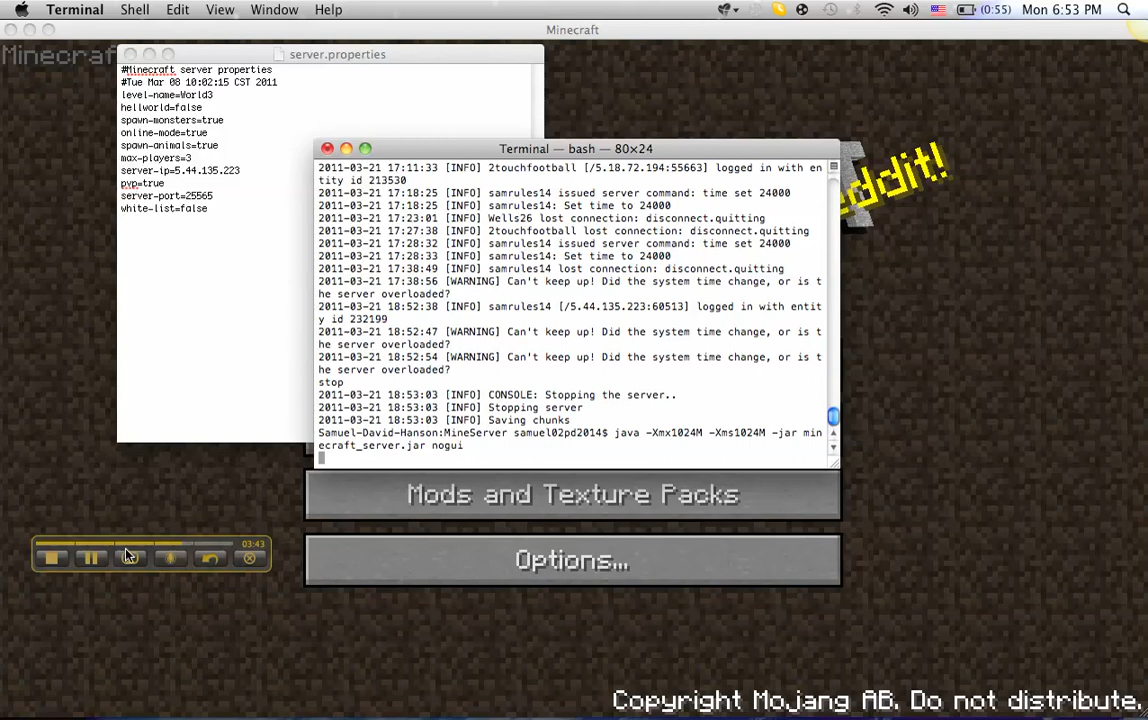 Shell Edit View Window Help (0:55) Mon 6:53 PM
Terminal
Minecraft
Minecraf
server.properties
#Minecraft server properties
#Tue Mar 08 10:02:15 CST 2011
level-name=World3
hellworld=false
spawn-monsters=true
online-mode=true
spawn-animals=true
max-players=3
server-ip=5.44.135.223
pvp=true
server-port=25565
white-list=false
Terminal — bash — 80×24
2011-03-21 17:11:33 [INFO] 2touchfootball [/5.18.72.194:55663] logged in with en
tity id 213530
2011-03-21 17:18:25 [INFO] samrules14 issued server command: time set 24000
2011-03-21 17:18:25 [INFO] samrules14: Set time to 24000
2011-03-21 17:23:01 [INFO] Wells26 lost connection: disconnect.quitting
2011-03-21 17:27:38 [INFO] 2touchfootball lost connection: disconnect.quitting
2011-03-21 17:28:32 [INFO] samrules14 issued server command: time set 24000
2011-03-21 17:28:33 [INFO] samrules14: Set time to 24000
2011-03-21 17:38:49 [INFO] samrules14 lost connection: disconnect.quitting
2011-03-21 17:38:56 [WARNING] Can't keep up! Did the system time change, or is t
he server overloaded?
2011-03-21 18:52:38 [INFO] samrules14 [/5.44.135.223:60513] logged in with entit
y id 232199
2011-03-21 18:52:47 [WARNING] Can't keep up! Did the system time change, or is t
he server overloaded?
2011-03-21 18:52:54 [WARNING] Can't keep up! Did the system time change, or is t
he server overloaded?
stop
2011-03-21 18:53:03 [INFO] CONSOLE: Stopping the server..
2011-03-21 18:53:03 [INFO] Stopping server
2011-03-21 18:53:03 [INFO] Saving chunks
Samuel-David-Hanson:MineServer samuel02pd2014$ java -Xmx1024M -Xms1024M -jar min
ecraft_server.jar nogui
eddit!
Mods and Texture Packs
03:43
Options...
Copyright Mojang AB. Do not distribute.